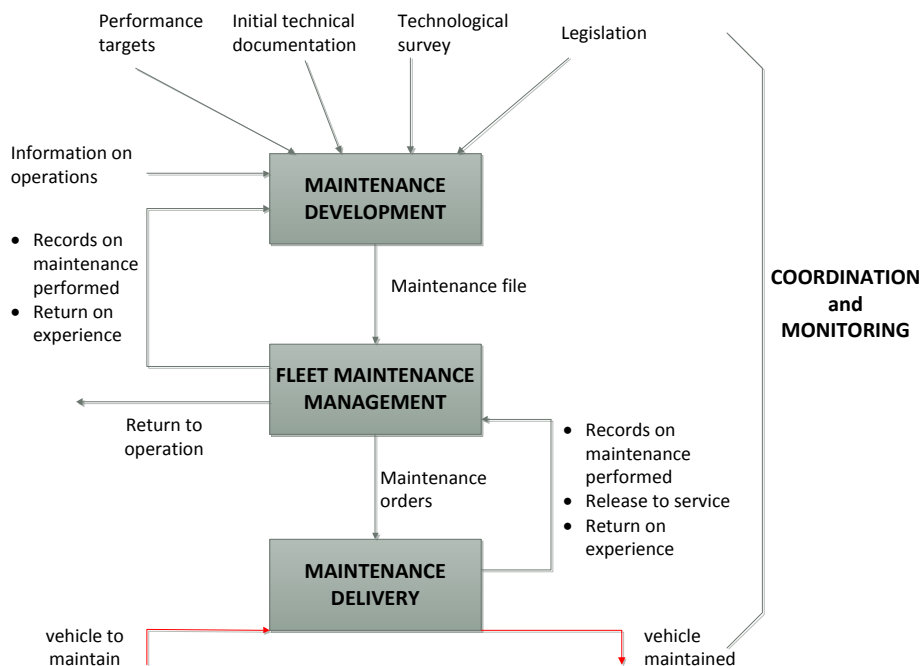 Performance
targets
Initial technical
documentation
Technological
survey
Legislation
Information on
operations
MAINTENANCE
DEVELOPMENT
• Records on
maintenance
performed
• Return on
experience
Maintenance file
COORDINATION
and
MONITORING
FLEET MAINTENANCE
MANAGEMENT
Return to
operation
• Records on
maintenance
performed
• Release to service
• Return on
experience
Maintenance
orders
MAINTENANCE
DELIVERY
vehicle to
maintain
vehicle
maintained